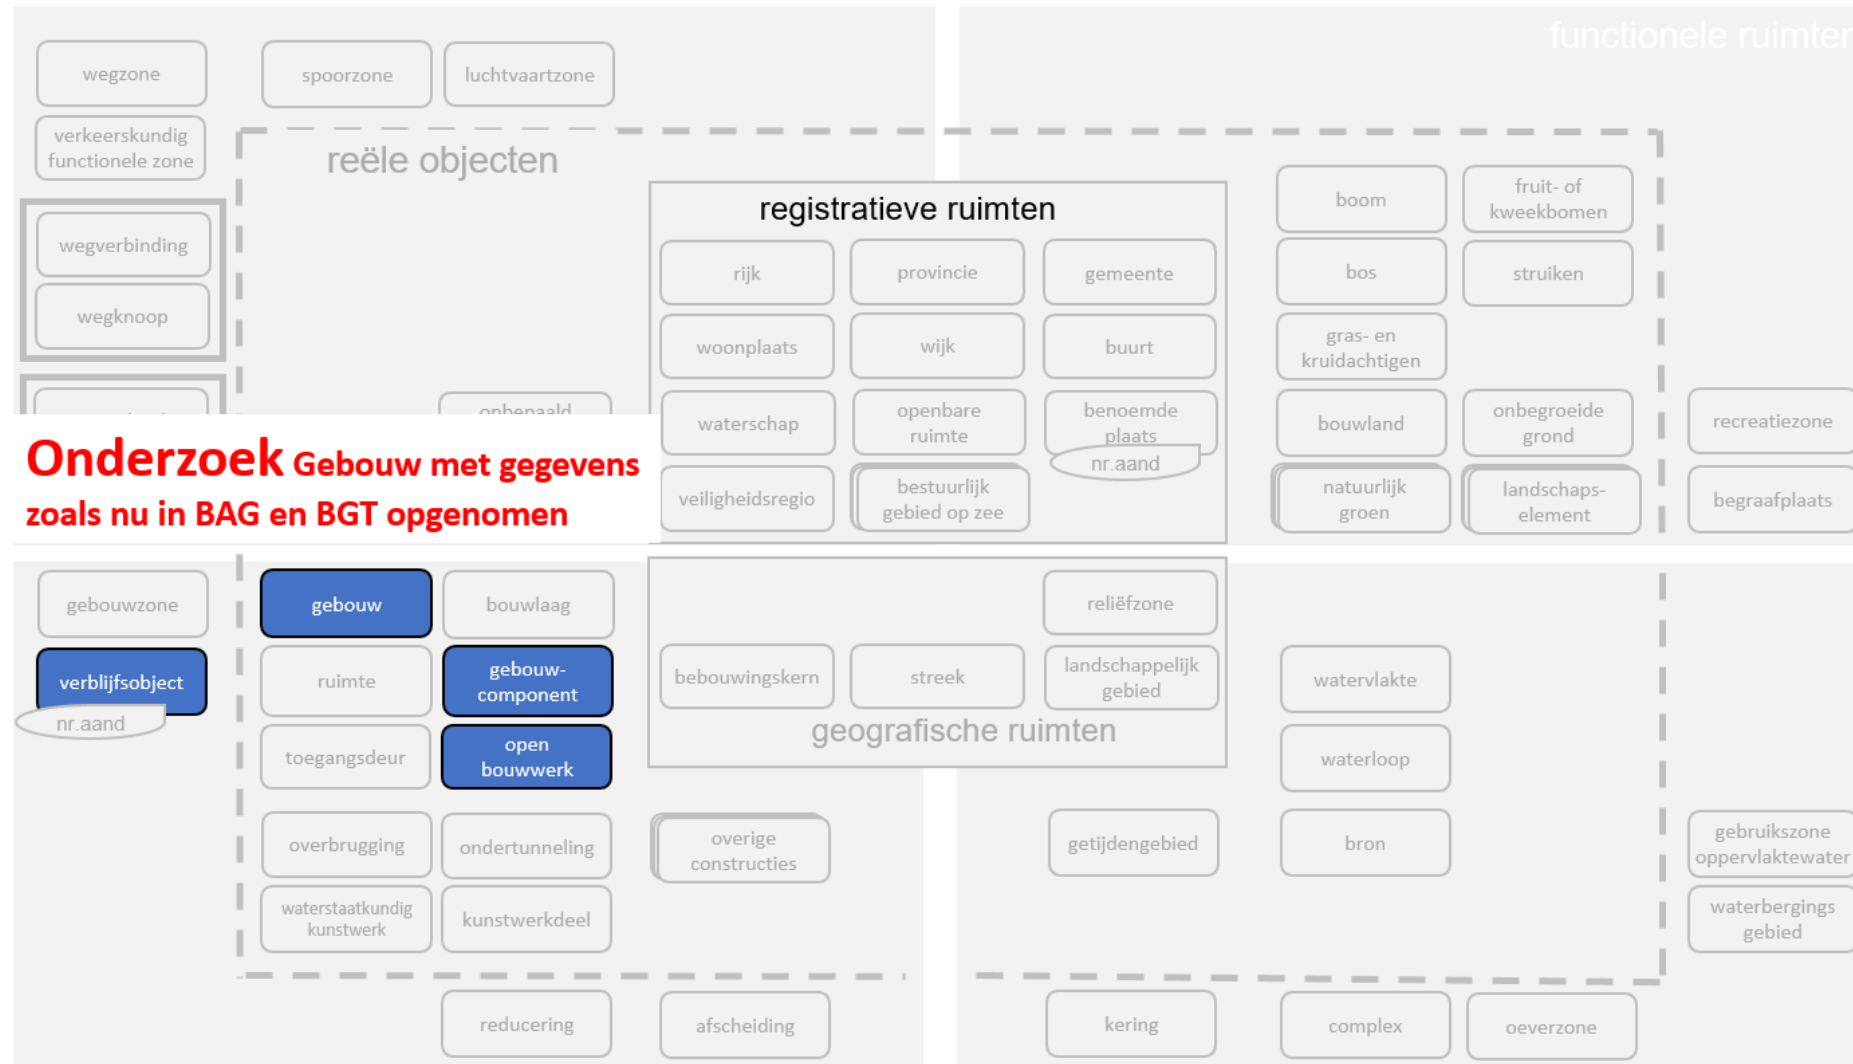 functionele ruimten
wegzone
spoorzone
luchtvaartzone
verkeerskundig
functionele zone
reële objecten
wegverbinding
wegknoop
onbepaald
registratieve ruimten
rijk
provincie
gemeente
woonplaats
wijk
buurt
waterschap
openbare
ruimte
benoemde
plaats
nr.aand
veiligheidsregio
bestuurlijk
gebied op zee
boom
fruit- of
kweekbomen
bos
struiken
gras- en
kruidachtigen
bouwland
onbegroeide
grond
natuurlijk
groen
landschaps-
element
recreatiezone
begraafplaats
Onderzoek Gebouw met gegevens
zoals nu in BAG en BGT opgenomen
gebouwzone
verblijfsobject
nr.aand
gebouw
bouwlaag
ruimte
gebouw-
component
toegangsdeur
open
bouwwerk
overbrugging
ondertunneling
waterstaatkundig
kunstwerk
kunstwerkdeel
overige
constructies
reliëfzone
bebouwingskern
streek
landschappelijk
gebied
geografische ruimten
watervlakte
waterloop
getijdengebied
bron
gebruikszone
oppervlaktewater
waterbergings
gebied
reducering
afscheiding
kering
complex
oeverzone